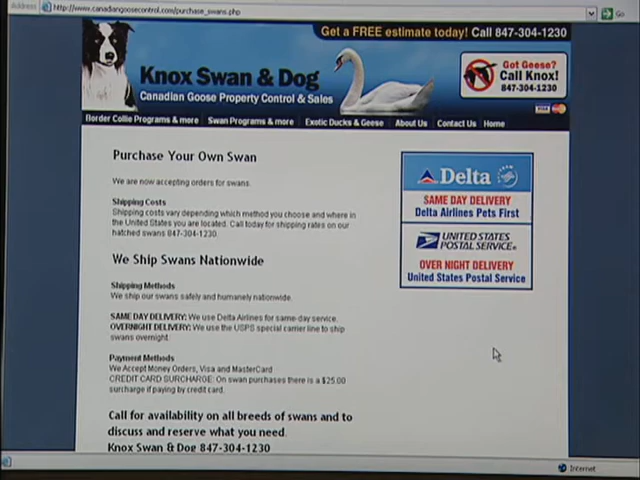 Address
http://www.canadiangoosecontrol.com/purchase_swans.php
Go
Get a FREE estimate today! Call 847-304-1230
Knox Swan & Dog
Canadian Goose Property Control & Sales
Got Geese?
Call Knox!
847-304-1230
VISA
Border Collie Programs & more
Swan Programs & more
Exotic Ducks & Geese
About Us
Contact Us
Home
Purchase Your Own Swan
We are now accepting orders for swans.
Shipping Costs
Shipping costs vary depending which method you choose and where in
the United States you are located. Call today for shipping rates on our
hatched swans 847-304-1230.
We Ship Swans Nationwide
Shipping Methods
We ship our swans safely and humanely nationwide.
SAME DAY DELIVERY: We use Delta Airlines for same-day service.
OVERNIGHT DELIVERY: We use the USPS special carrier line to ship
swans overnight.
Payment Methods
We Accept Money Orders, Visa and MasterCard
CREDIT CARD SURCHARGE: On swan purchases there is a $25.00
surcharge if paying by credit card.
Call for availability on all breeds of swans and to
discuss and reserve what you need.
Knox Swan & Dog 847-304-1230
Delta
SAME DAY DELIVERY
Delta Airlines Pets First
UNITED STATES
POSTAL SERVICE
OVER NIGHT DELIVERY
United States Postal Service
Internet